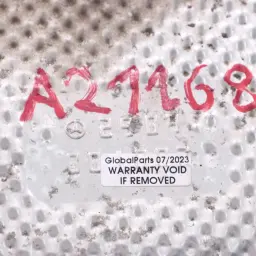 A21168
GlobalParts 07/2023
WARRANTY VOID
IF REMOVED